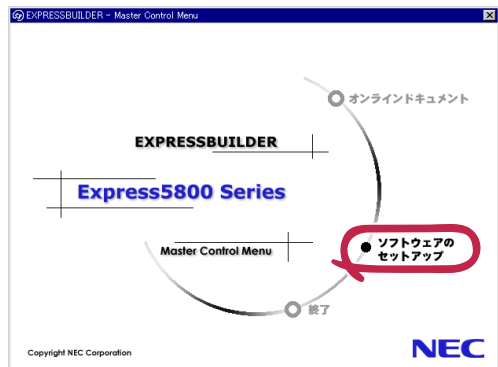 EXPRESSBUILDER - Master Control Menu
オンラインドキュメント
EXPRESSBUILDER
Express5800 Series
ソフトウェアの
セットアップ
Master Control Menu
終了
Copyright NEC Corporation
NEC